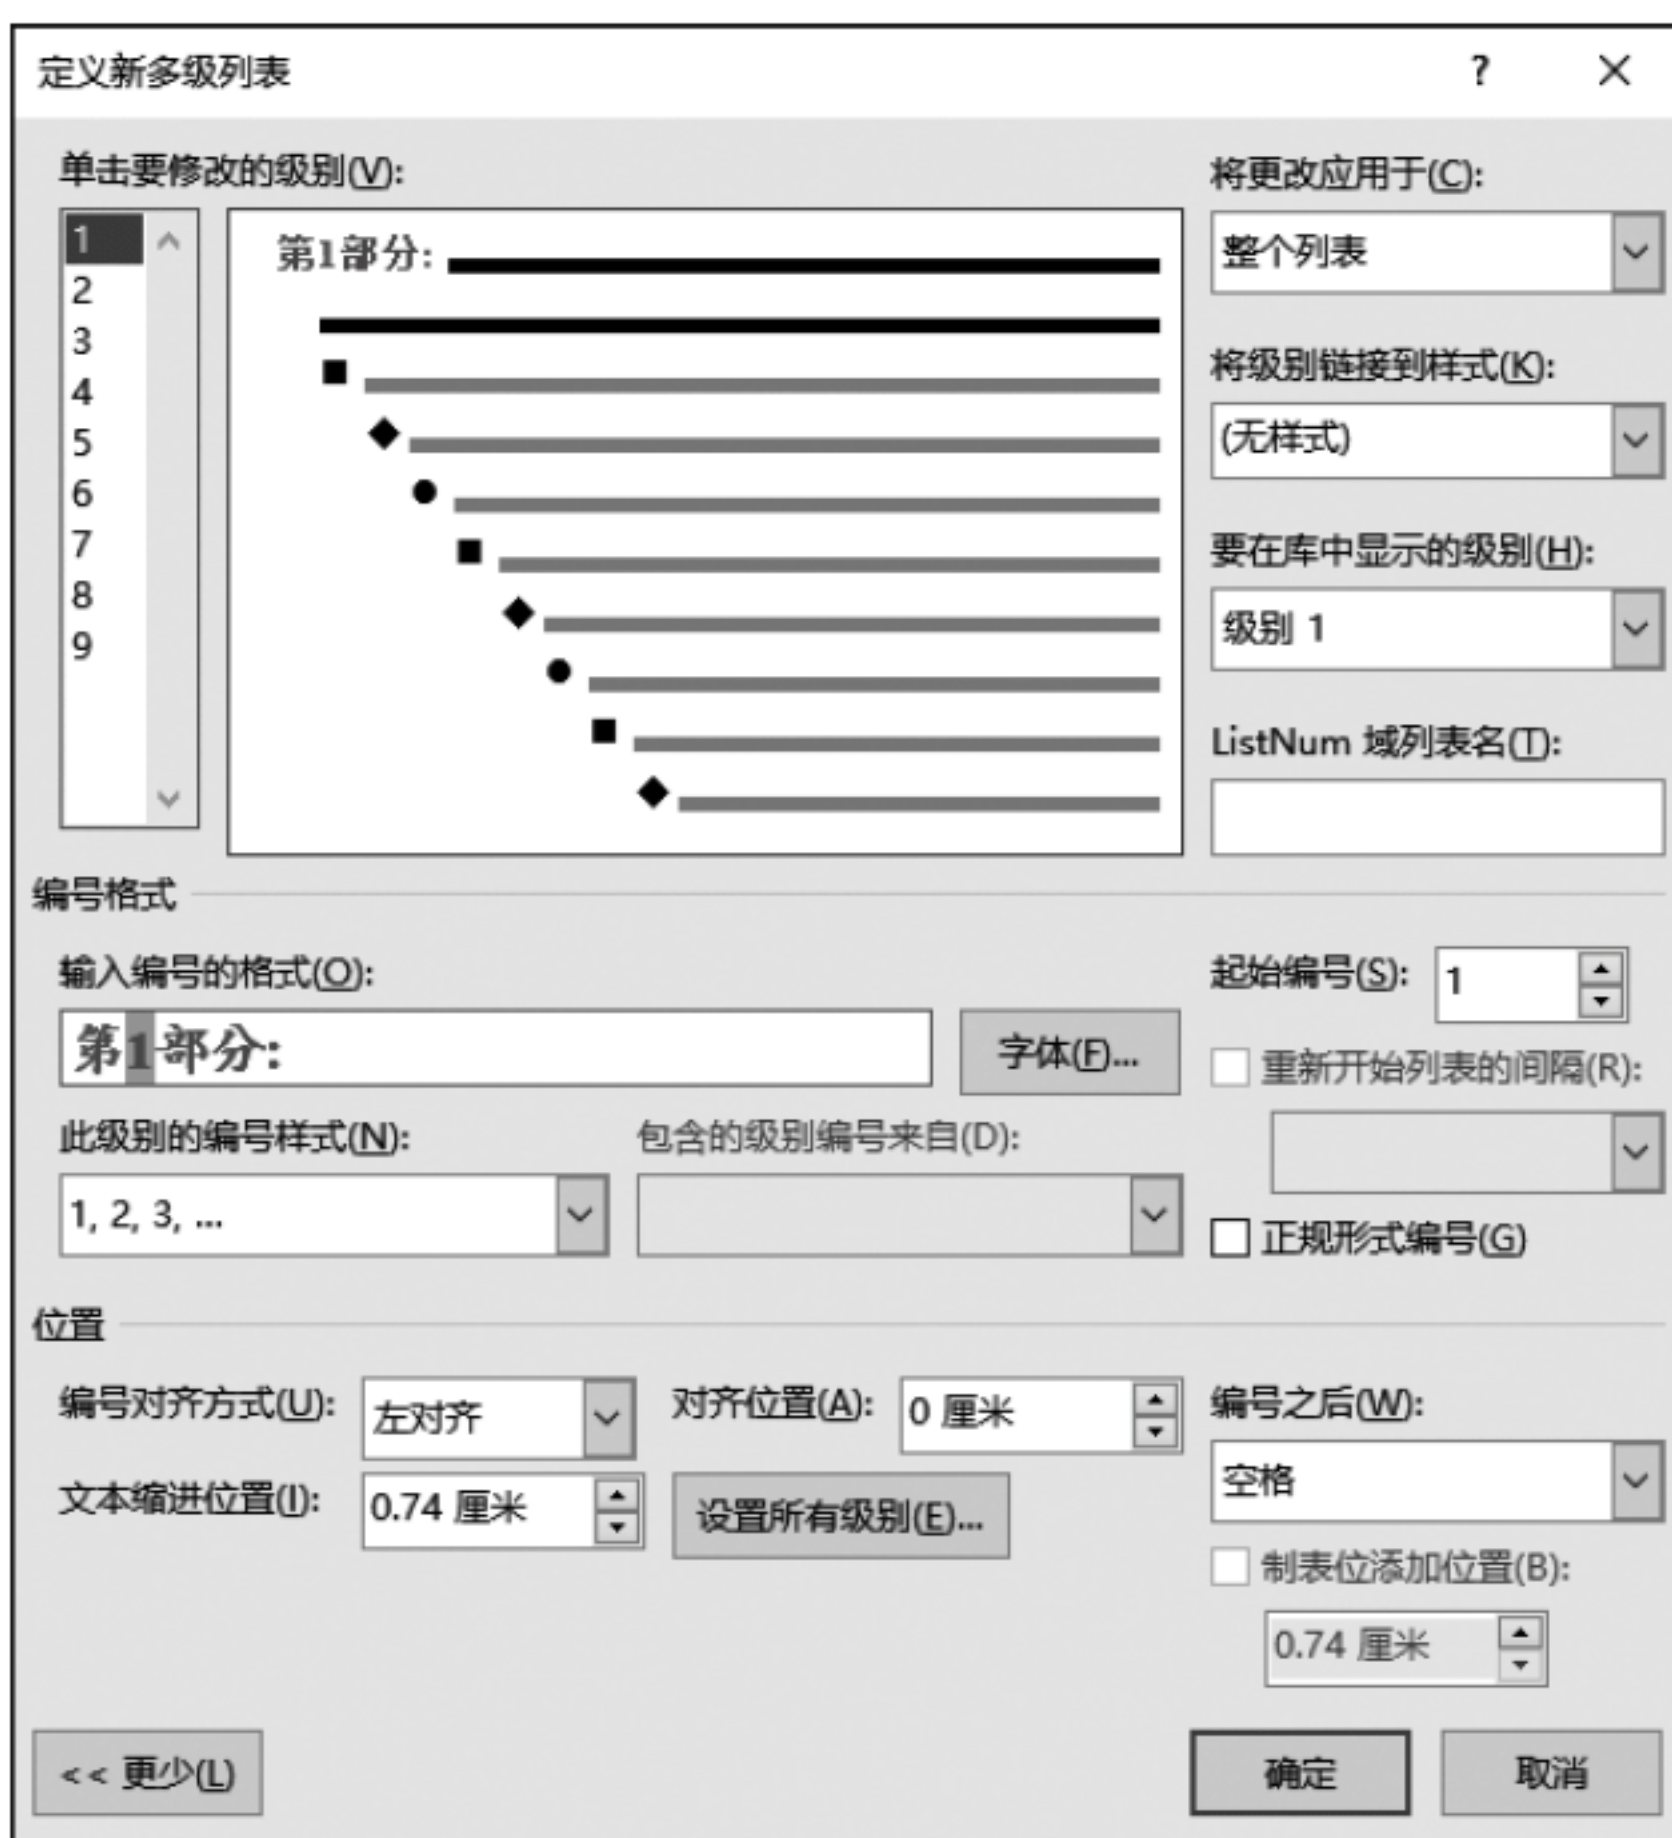 定义新多级列表 ? ×
单击要修改的级别(V):
1
2
3
4
5
6
7
8
9
第1部分:
将更改应用于(C):
整个列表
将级别链接到样式(K):
(无样式)
要在库中显示的级别(H):
级别 1
ListNum 域列表名(T):
编号格式
输入编号的格式(O):
第1部分:
字体(F)...
起始编号(S): 1
重新开始列表的间隔(R):
此级别的编号样式(N):
1, 2, 3, ...
包含的级别编号来自(D):
正规形式编号(G)
位置
编号对齐方式(U): 左对齐
对齐位置(A): 0 厘米
编号之后(W):
空格
文本缩进位置(I): 0.74 厘米
设置所有级别(E)...
制表位添加位置(B):
0.74 厘米
<< 更少(L)
确定
取消